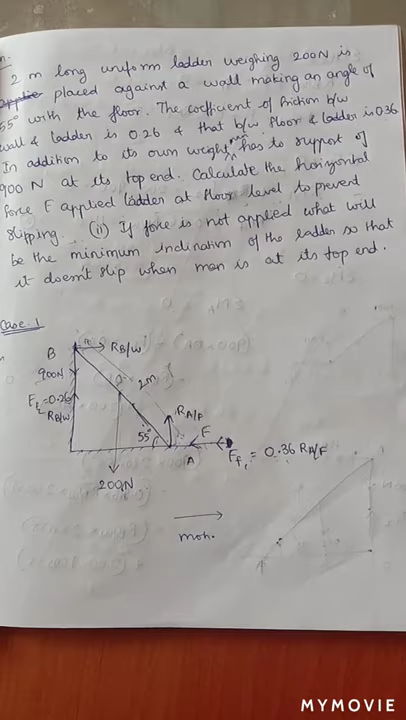 2 m long uniform ladder weighing 200N is
placed against a wall making an angle of
55° with the floor. The coefficient of friction b/w
wall & ladder is 0.26 & that b/w floor & ladder is 0.36
In addition to its own weight man has to support of
900 N at its top end. Calculate the horizontal
force F applied ladder at floor level to prevent
slipping. (ii) If force is not applied what will
be the minimum inclination of the ladder so that
it doesn't slip when man is at its top end.
Case-1
B RB/W
900N 2m
Ff2=0.26
RB/W
RA/F
55° F
A Ff1 = 0.36 RA/F
200N
motn.
MYMOVIE